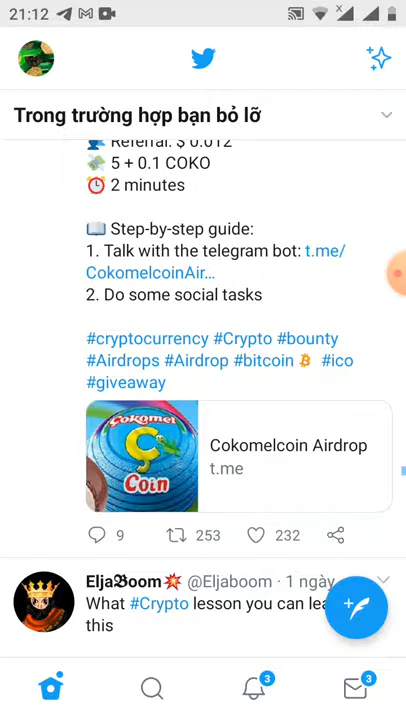 21:12
Trong trường hợp bạn bỏ lỡ
Referral: $ 0.012
5 + 0.1 COKO
2 minutes
Step-by-step guide:
1. Talk with the telegram bot: t.me/
CokomelcoinAir...
2. Do some social tasks
#cryptocurrency #Crypto #bounty
#Airdrops #Airdrop #bitcoin #ico
#giveaway
Cokomel
Coin
Cokomelcoin Airdrop
t.me
9 253 232
@Eljaboom · 1 ngày
What #Crypto lesson you can
this
3 3